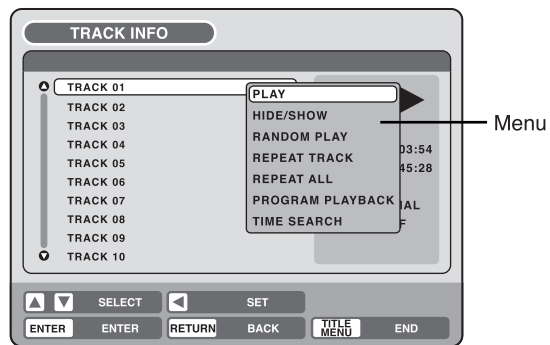 TRACK INFO
TRACK 01
TRACK 02
TRACK 03
TRACK 04
TRACK 05
TRACK 06
TRACK 07
TRACK 08
TRACK 09
TRACK 10
PLAY
HIDE/SHOW
RANDOM PLAY
REPEAT TRACK
REPEAT ALL
PROGRAM PLAYBACK
TIME SEARCH
03:54
45:28
Menu
SELECT SET
ENTER ENTER RETURN BACK TITLE MENU END